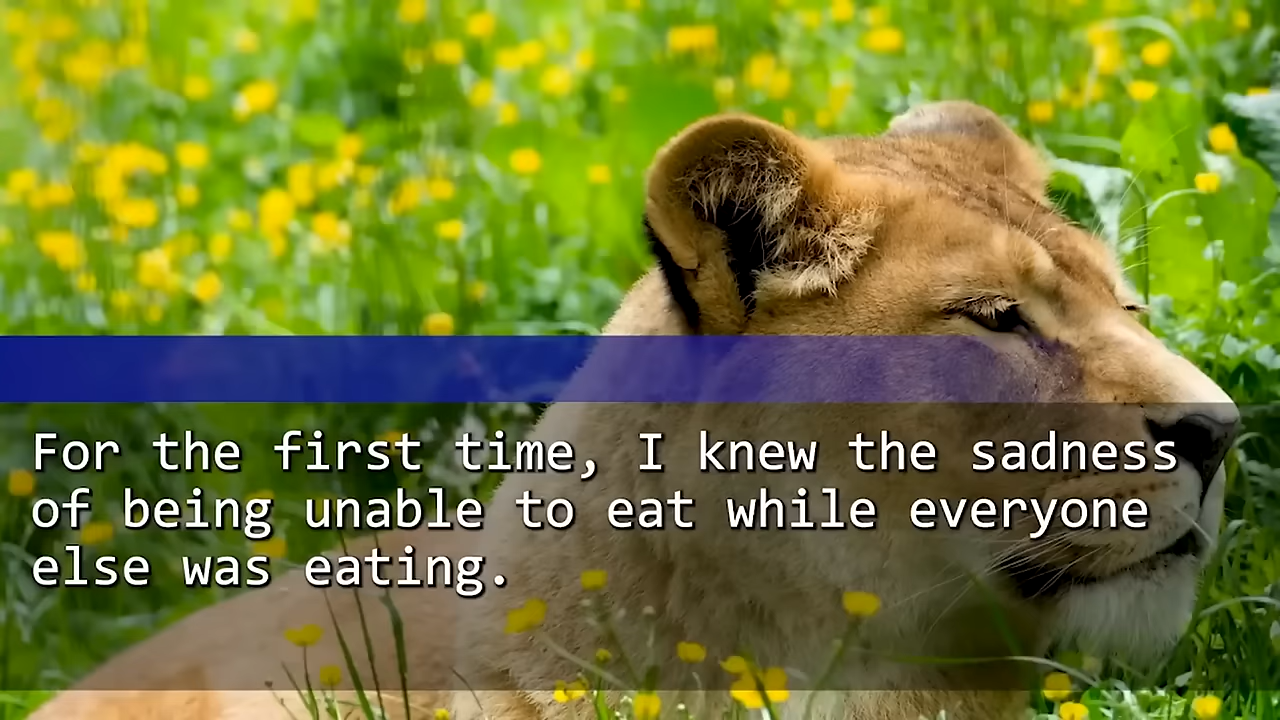 For the first time, I knew the sadness
of being unable to eat while everyone
else was eating.